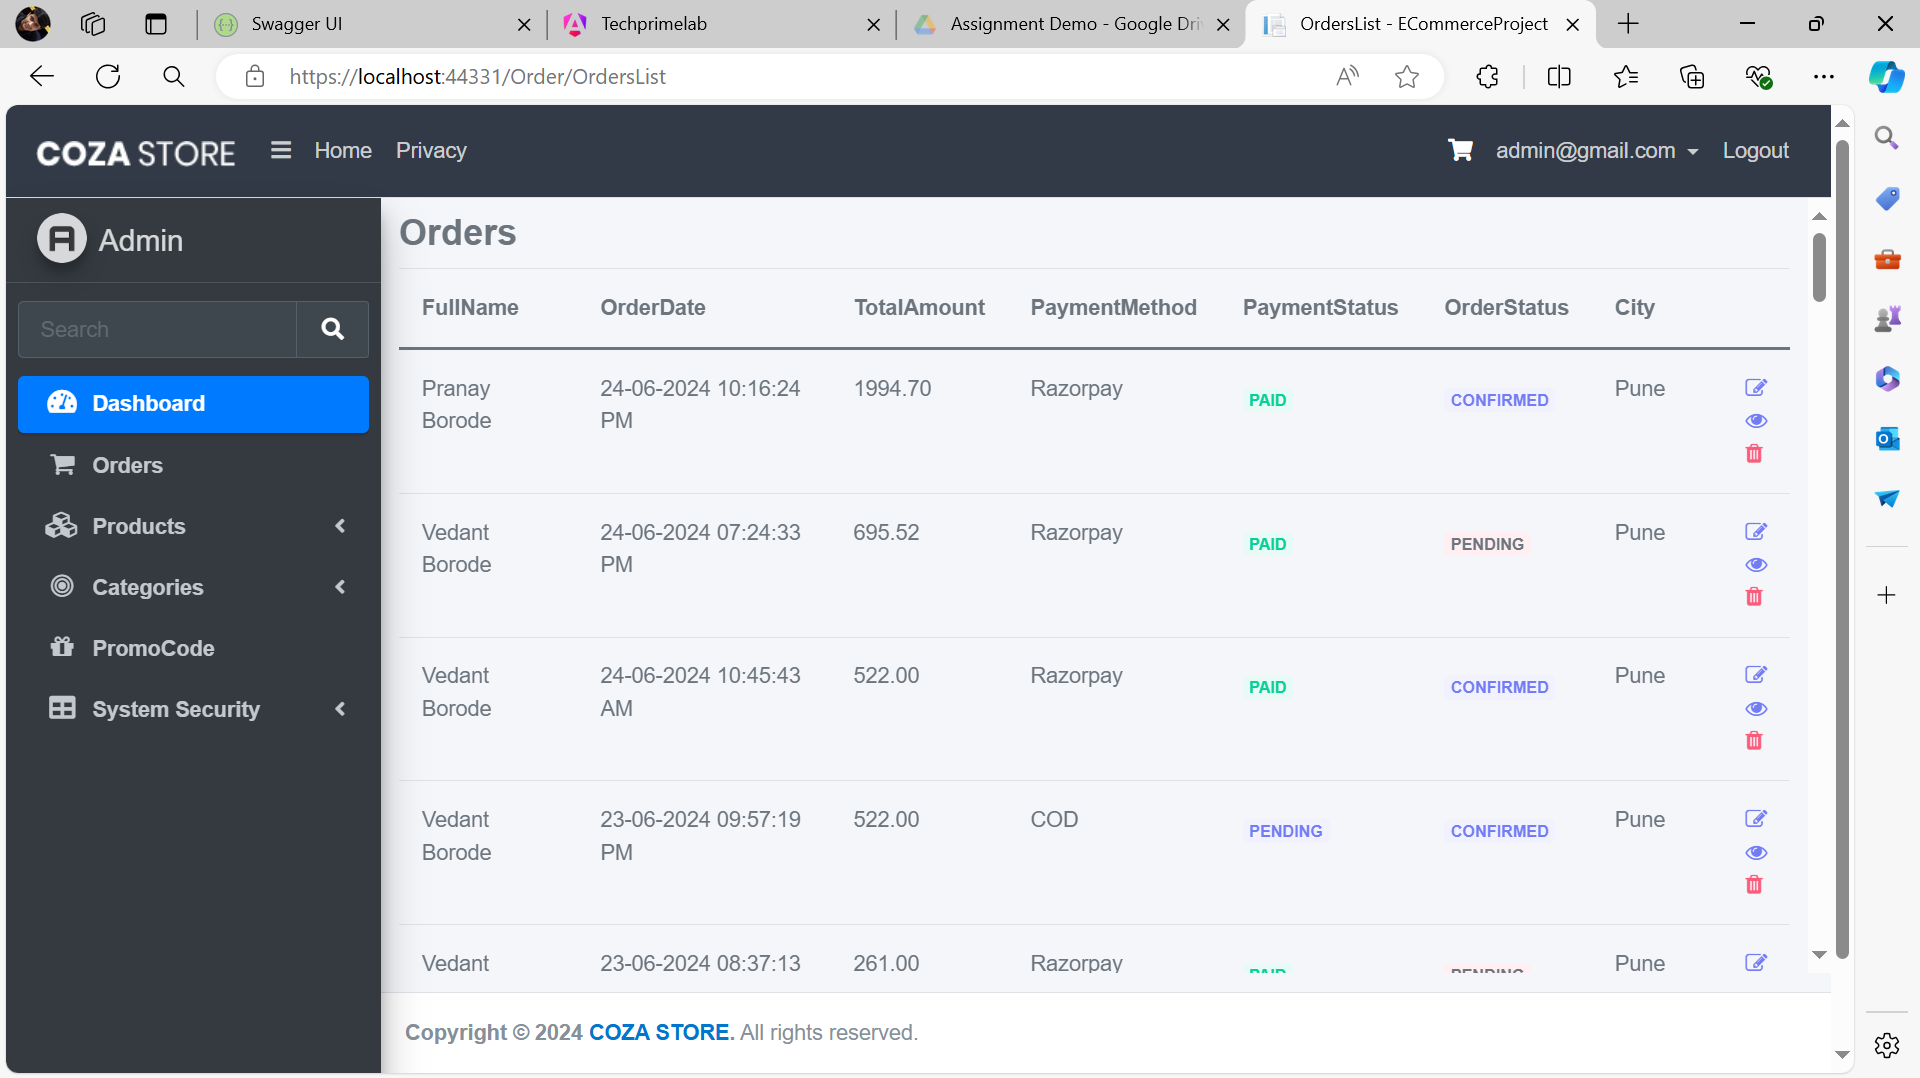 Swagger UI
Techprimelab
Assignment Demo - Google Dri
OrdersList - ECommerceProject
https://localhost:44331/Order/OrdersList
COZA STORE
Home
Privacy
admin@gmail.com
Logout
Admin
Search
Dashboard
Orders
Products
Categories
PromoCode
System Security
Orders
FullName OrderDate TotalAmount PaymentMethod PaymentStatus OrderStatus City
Pranay 24-06-2024 10:16:24 1994.70 Razorpay PAID CONFIRMED Pune
Borode PM
Vedant 24-06-2024 07:24:33 695.52 Razorpay PAID PENDING Pune
Borode PM
Vedant 24-06-2024 10:45:43 522.00 Razorpay PAID CONFIRMED Pune
Borode AM
Vedant 23-06-2024 09:57:19 522.00 COD PENDING CONFIRMED Pune
Borode PM
Vedant 23-06-2024 08:37:13 261.00 Razorpay PAID PENDING Pune
Copyright © 2024 COZA STORE. All rights reserved.